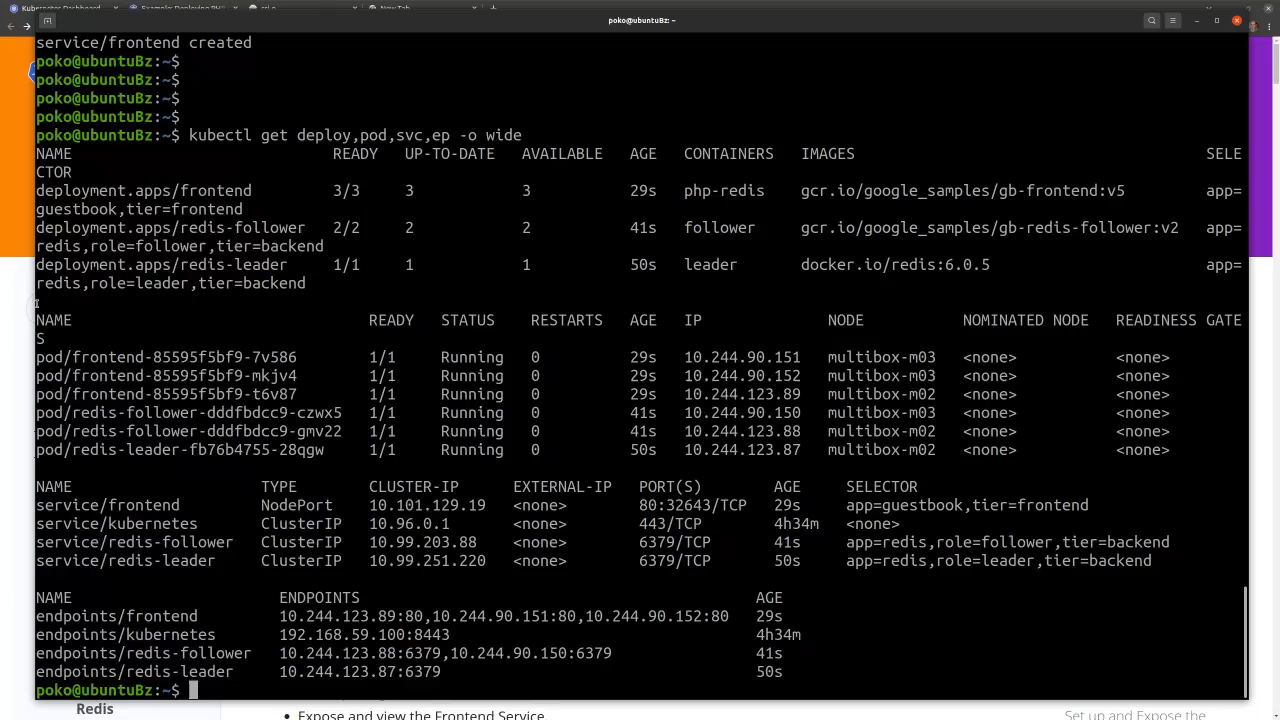 Kubernetes Dashboard
Example: Deploying PH
New Tab
poko@ubuntuBz: ~
service/frontend created
poko@ubuntuBz:~$
poko@ubuntuBz:~$
poko@ubuntuBz:~$
poko@ubuntuBz:~$
poko@ubuntuBz:~$ kubectl get deploy,pod,svc,ep -o wide
NAME READY UP-TO-DATE AVAILABLE AGE CONTAINERS IMAGES SELE
CTOR
deployment.apps/frontend 3/3 3 3 29s php-redis gcr.io/google_samples/gb-frontend:v5 app=
guestbook,tier=frontend
deployment.apps/redis-follower 2/2 2 2 41s follower gcr.io/google_samples/gb-redis-follower:v2 app=
redis,role=follower,tier=backend
deployment.apps/redis-leader 1/1 1 1 50s leader docker.io/redis:6.0.5 app=
redis,role=leader,tier=backend
NAME READY STATUS RESTARTS AGE IP NODE NOMINATED NODE READINESS GATE
S
pod/frontend-85595f5bf9-7v586 1/1 Running 0 29s 10.244.90.151 multibox-m03 <none> <none>
pod/frontend-85595f5bf9-mkjv4 1/1 Running 0 29s 10.244.90.152 multibox-m03 <none> <none>
pod/frontend-85595f5bf9-t6v87 1/1 Running 0 29s 10.244.123.89 multibox-m02 <none> <none>
pod/redis-follower-dddfbdcc9-czwx5 1/1 Running 0 41s 10.244.90.150 multibox-m03 <none> <none>
pod/redis-follower-dddfbdcc9-gmv22 1/1 Running 0 41s 10.244.123.88 multibox-m02 <none> <none>
pod/redis-leader-fb76b4755-28qgw 1/1 Running 0 50s 10.244.123.87 multibox-m02 <none> <none>
NAME TYPE CLUSTER-IP EXTERNAL-IP PORT(S) AGE SELECTOR
service/frontend NodePort 10.101.129.19 <none> 80:32643/TCP 29s app=guestbook,tier=frontend
service/kubernetes ClusterIP 10.96.0.1 <none> 443/TCP 4h34m <none>
service/redis-follower ClusterIP 10.99.203.88 <none> 6379/TCP 41s app=redis,role=follower,tier=backend
service/redis-leader ClusterIP 10.99.251.220 <none> 6379/TCP 50s app=redis,role=leader,tier=backend
NAME ENDPOINTS AGE
endpoints/frontend 10.244.123.89:80,10.244.90.151:80,10.244.90.152:80 29s
endpoints/kubernetes 192.168.59.100:8443 4h34m
endpoints/redis-follower 10.244.123.88:6379,10.244.90.150:6379 41s
endpoints/redis-leader 10.244.123.87:6379 50s
poko@ubuntuBz:~$
Redis
• Expose and view the Frontend Service.
Set up and Expose the